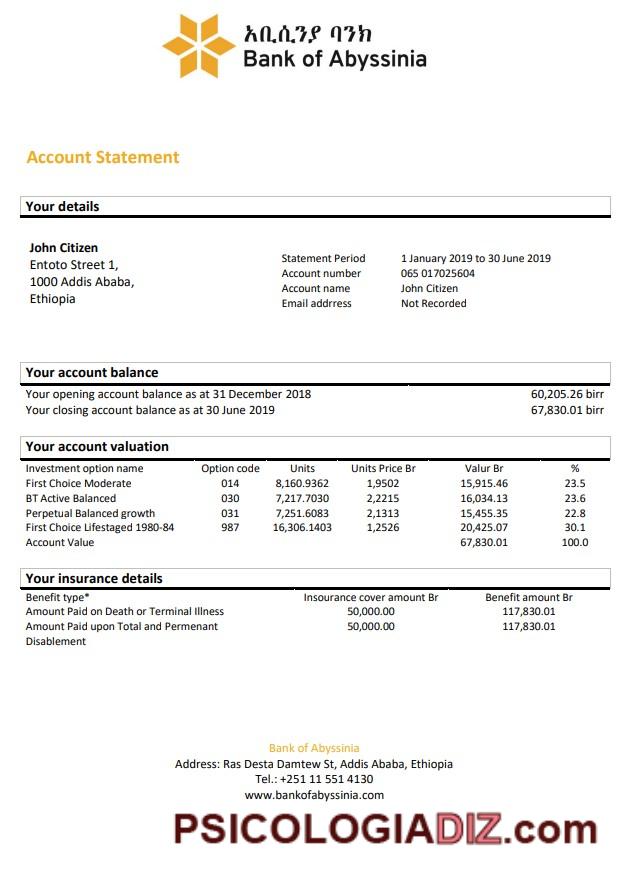 አቢሲንያ ባንክ
Bank of Abyssinia
Account Statement
Your details
John Citizen
Entoto Street 1,
1000 Addis Ababa,
Ethiopia
Statement Period 1 January 2019 to 30 June 2019
Account number 065 017025604
Account name John Citizen
Email addrress Not Recorded
Your account balance
Your opening account balance as at 31 December 2018 60,205.26 birr
Your closing account balance as at 30 June 2019 67,830.01 birr
Your account valuation
Investment option name Option code Units Units Price Br Valur Br %
First Choice Moderate 014 8,160.9362 1,9502 15,915.46 23.5
BT Active Balanced 030 7,217.7030 2,2215 16,034.13 23.6
Perpetual Balanced growth 031 7,251.6083 2,1313 15,455.35 22.8
First Choice Lifestaged 1980-84 987 16,306.1403 1,2526 20,425.07 30.1
Account Value 67,830.01 100.0
Your insurance details
Benefit type* Insourance cover amount Br Benefit amount Br
Amount Paid on Death or Terminal Illness 50,000.00 117,830.01
Amount Paid upon Total and Permenant 50,000.00 117,830.01
Disablement
Bank of Abyssinia
Address: Ras Desta Damtew St, Addis Ababa, Ethiopia
Tel.: +251 11 551 4130
www.bankofabyssinia.com
PSICOLOGIADIZ.com